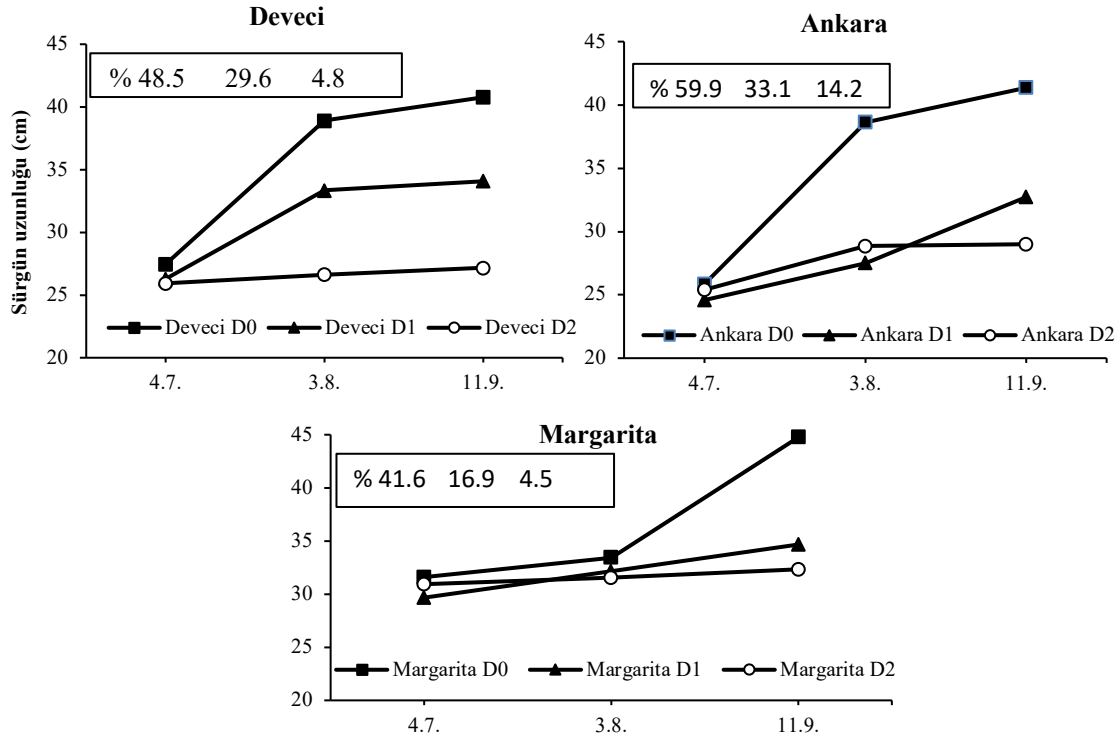 Deveci
% 48.5 29.6 4.8
Sürgün uzunluğu (cm)
45
40
35
30
25
20
Deveci D0 Deveci D1 Deveci D2
4.7. 3.8. 11.9.
Ankara
% 59.9 33.1 14.2
45
40
35
30
25
20
Ankara D0 Ankara D1 Ankara D2
4.7. 3.8. 11.9.
Margarita
% 41.6 16.9 4.5
45
40
35
30
25
20
Margarita D0 Margarita D1 Margarita D2
4.7. 3.8. 11.9.